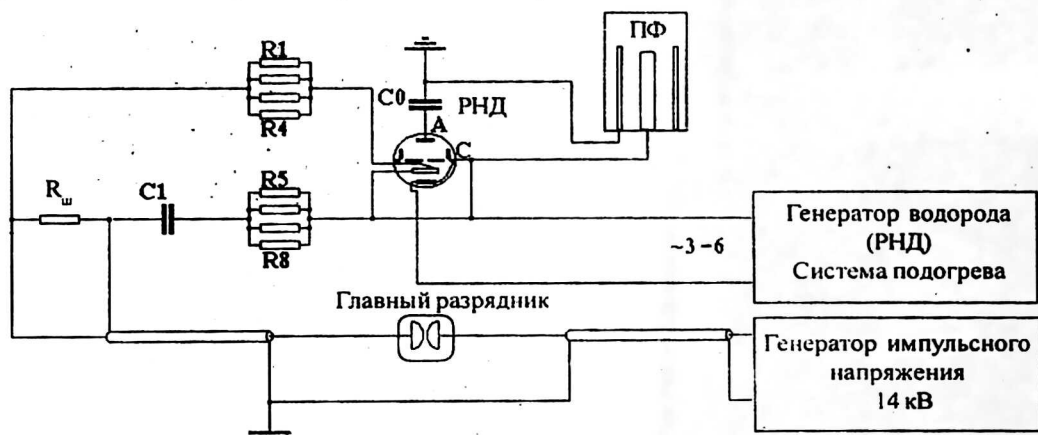 R1
R4
C0
РНД
A
C
ПФ
Rш
C1
R5
R8
~3-6
Генератор водорода
(РНД)
Система подогрева
Главный разрядник
Генератор импульсного
напряжения
14 кВ